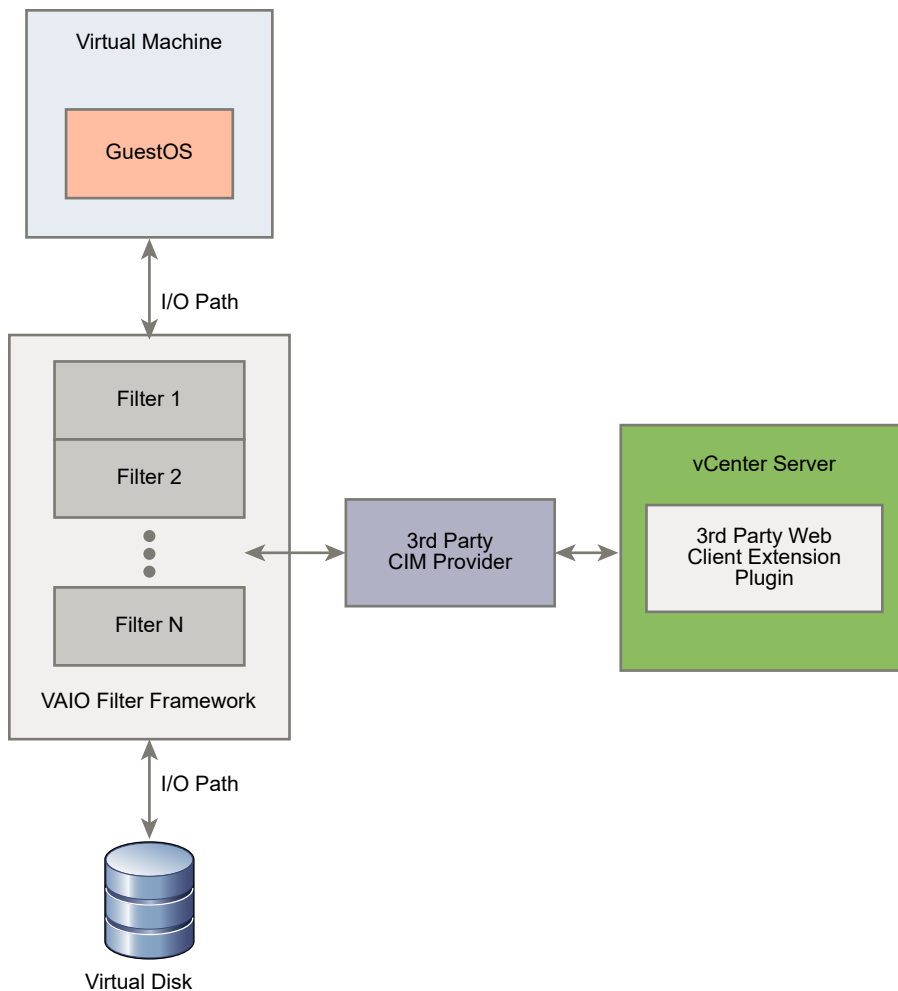 Virtual Machine
GuestOS
I/O Path
Filter 1
Filter 2
Filter N
VAIO Filter Framework
3rd Party
CIM Provider
vCenter Server
3rd Party Web
Client Extension
Plugin
I/O Path
Virtual Disk